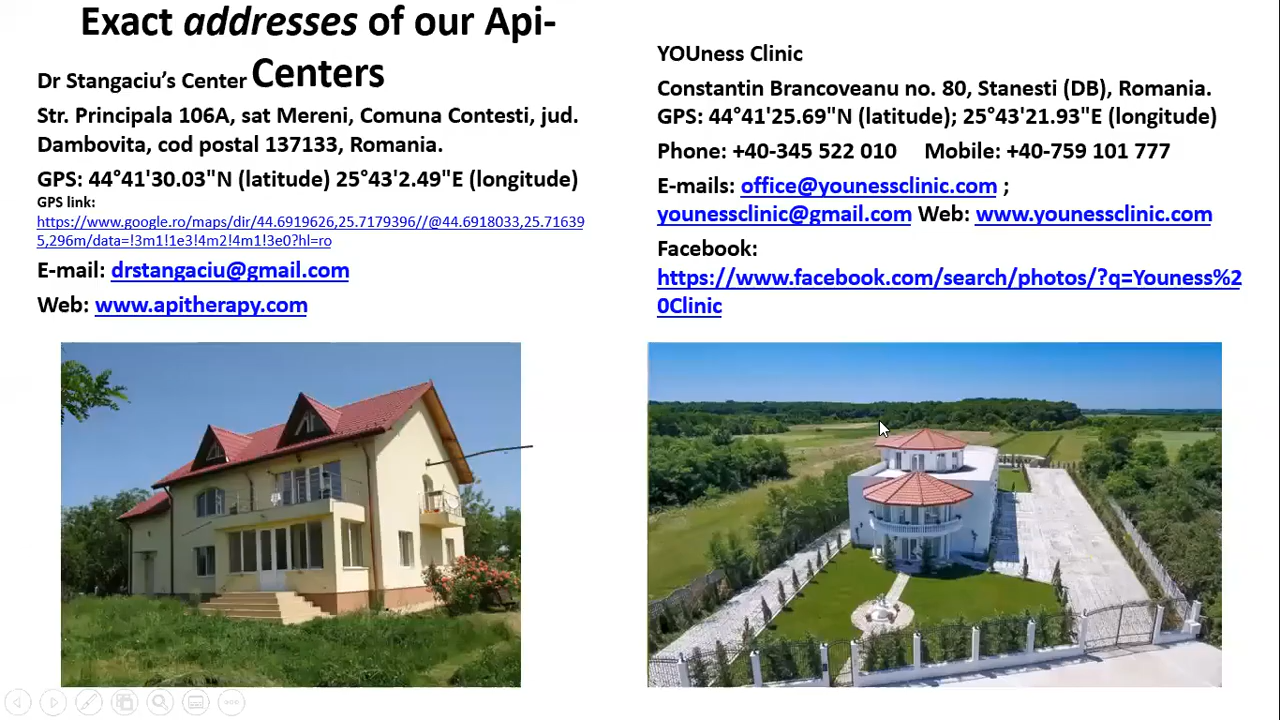 Exact addresses of our Api-
Centers
Dr Stangaciu’s Center
Str. Principala 106A, sat Mereni, Comuna Contesti, jud.
Dambovita, cod postal 137133, Romania.
GPS: 44°41'30.03"N (latitude) 25°43'2.49"E (longitude)
GPS link:
https://www.google.ro/maps/dir/44.6919626,25.7179396//@44.6918033,25.71639
5,296m/data=!3m1!1e3!4m2!4m1!3e0?hl=ro
E-mail: drstangaciu@gmail.com
Web: www.apitherapy.com
YOUness Clinic
Constantin Brancoveanu no. 80, Stanesti (DB), Romania.
GPS: 44°41'25.69"N (latitude); 25°43'21.93"E (longitude)
Phone: +40-345 522 010 Mobile: +40-759 101 777
E-mails: office@younessclinic.com ;
younessclinic@gmail.com Web: www.younessclinic.com
Facebook:
https://www.facebook.com/search/photos/?q=Youness%2
0Clinic